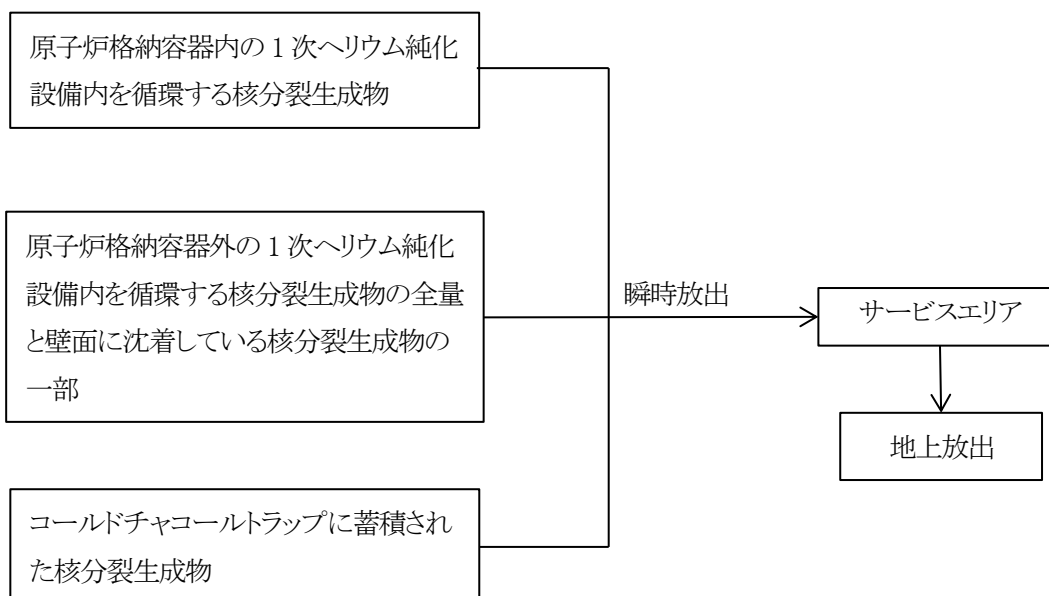 原子炉格納容器内の1次ヘリウム純化
設備内を循環する核分裂生成物
原子炉格納容器外の1次ヘリウム純化
設備内を循環する核分裂生成物の全量
と壁面に沈着している核分裂生成物の
一部
瞬時放出
サービスエリア
地上放出
コールドチャコールトラップに蓄積され
た核分裂生成物